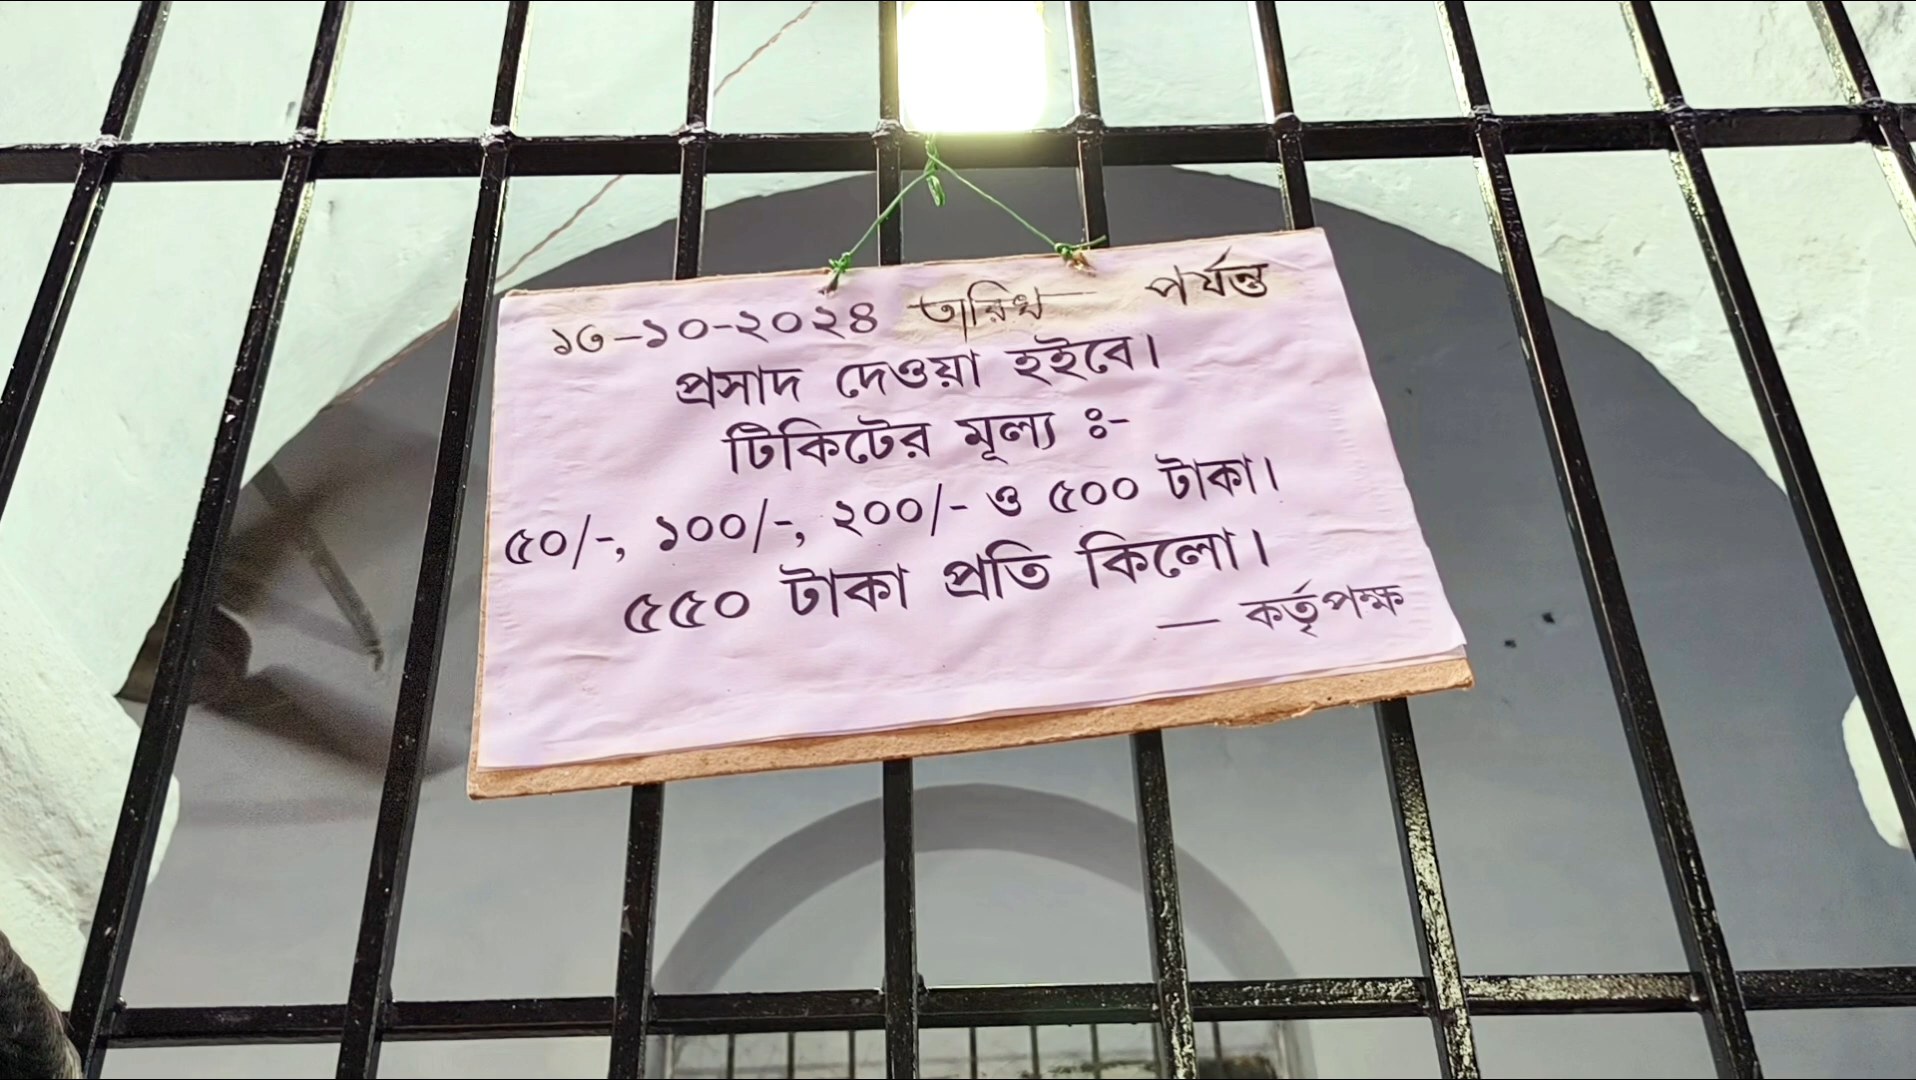 ১৩-১০-২০২৪ তারিখ পর্যন্ত
প্রসাদ দেওয়া হইবে।
টিকিটের মূল্য ঃ-
৫০/-, ১০০/-, ২০০/- ও ৫০০ টাকা।
৫৫০ টাকা প্রতি কিলো।
— কর্তৃপক্ষ